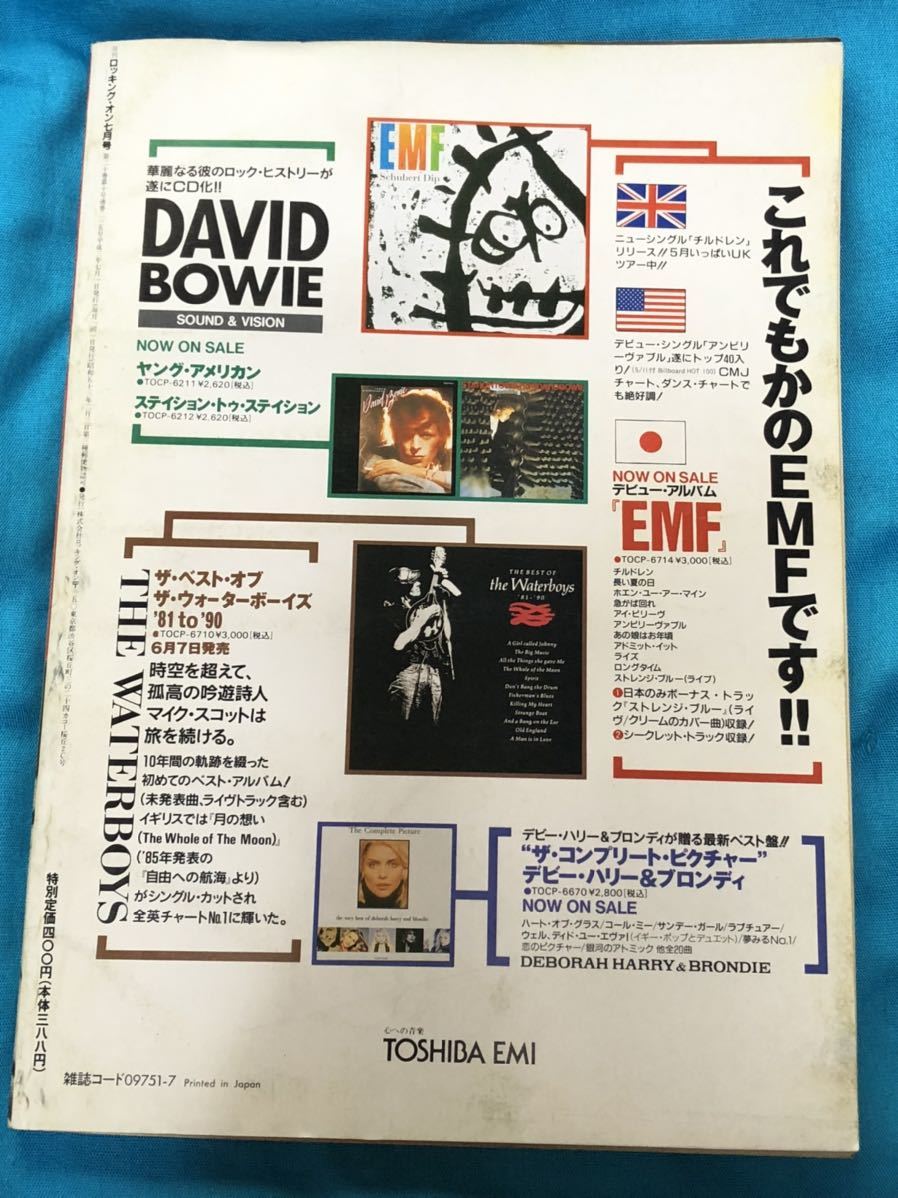 ロッキング・オン七月号
華麗なる彼のロック・ヒストリーが
遂にCD化!!
DAVID
BOWIE
SOUND & VISION
NOW ON SALE
ヤング・アメリカン
●TOCP-6211 ¥2,620[税込]
ステイション・トゥ・ステイション
●TOCP-6212 ¥2,620[税込]
EMF
Schubert Dip
David Bowie
これでもかのEMFです!!
ニューシングル「チルドレン」
リリース!!5月いっぱいUK
ツアー中!!
デビュー・シングル「アンビリ
ーヴァブル」遂にトップ40入
り!(5/11付 Billboard HOT 100) CMJ
チャート、ダンス・チャートで
も絶好調!
NOW ON SALE
デビュー・アルバム
『EMF』
●TOCP-6714 ¥3,000[税込]
チルドレン
長い夏の日
ホエン・ユー・アー・マイン
急がば回れ
アイ・ビリーヴ
アンビリーヴァブル
あの娘はお年頃
アドミット・イット
ライズ
ロングタイム
ストレンジ・ブルー(ライブ)
❶日本のみボーナス・トラッ
ク『ストレンジ・ブルー』(ライ
ヴ/クリームのカバー曲)収録!
❷シークレット・トラック収録!
THE WATERBOYS
ザ・ベスト・オブ
ザ・ウォーターボーイズ
'81 to '90
●TOCP-6710 ¥3,000[税込]
6月7日発売
時空を超えて、
孤高の吟遊詩人
マイク・スコットは
旅を続ける。
10年間の軌跡を綴った
初めてのベスト・アルバム!
(未発表曲、ライヴトラック含む)
イギリスでは『月の想い
(The Whole of The Moon)』
('85年発表の
『自由への航海』より)
がシングル・カットされ
全英チャートNo.1に輝いた。
THE BEST OF
the Waterboys
'81-'90
A Girl called Johnny
The Big Music
All the Things she gave Me
The Whole of the Moon
Spirit
Don't Bang the Drum
Fisherman's Blues
Killing My Heart
Strange Boat
And a Bang on the Ear
Old England
A Man is in Love
The Complete Picture
the very best of deborah harry and blondie
デビー・ハリー&ブロンディが贈る最新ベスト盤!!
“ザ・コンプリート・ピクチャー”
デビー・ハリー&ブロンディ
●TOCP-6670 ¥2,800[税込]
NOW ON SALE
ハート・オブ・グラス/コール・ミー/サンデー・ガール/ラプチュアー/
ウェル、ディド・ユー・エヴァ!(イギー・ポップとデュエット)/夢みるNo.1/
恋のピクチャー/銀河のアトミック 他全20曲
DEBORAH HARRY & BRONDIE
心への音楽
TOSHIBA EMI
特別定価四〇〇円(本体三八八円)
雑誌コード09751-7 Printed in Japan